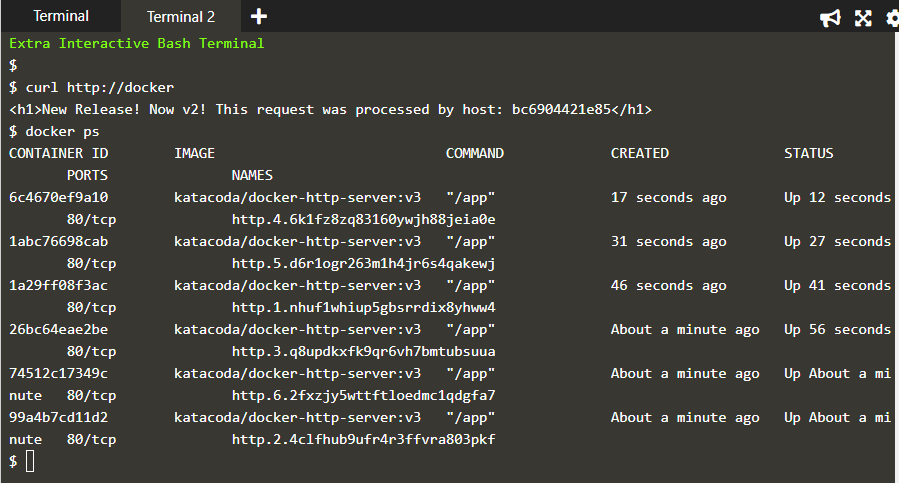 Terminal Terminal 2 +
Extra Interactive Bash Terminal
$
$ curl http://docker
<h1>New Release! Now v2! This request was processed by host: bc6904421e85</h1>
$ docker ps
CONTAINER ID        IMAGE                            COMMAND             CREATED             STATUS
       PORTS               NAMES
6c4670ef9a10        katacoda/docker-http-server:v3   "/app"              17 seconds ago      Up 12 seconds
       80/tcp              http.4.6k1fz8zq83160ywjh88jeia0e
1abc76698cab        katacoda/docker-http-server:v3   "/app"              31 seconds ago      Up 27 seconds
       80/tcp              http.5.d6r1ogr263m1h4jr6s4qakewj
1a29ff08f3ac        katacoda/docker-http-server:v3   "/app"              46 seconds ago      Up 41 seconds
       80/tcp              http.1.nhuf1whiup5gbsrrdix8yhww4
26bc64eae2be        katacoda/docker-http-server:v3   "/app"              About a minute ago   Up 56 seconds
       80/tcp              http.3.q8updkxfk9qr6vh7bmtubsuua
74512c17349c        katacoda/docker-http-server:v3   "/app"              About a minute ago   Up About a mi
nute   80/tcp              http.6.2fxzjy5wttftloedmc1qdgfa7
99a4b7cd11d2        katacoda/docker-http-server:v3   "/app"              About a minute ago   Up About a mi
nute   80/tcp              http.2.4clfhub9ufr4r3ffvra803pkf
$